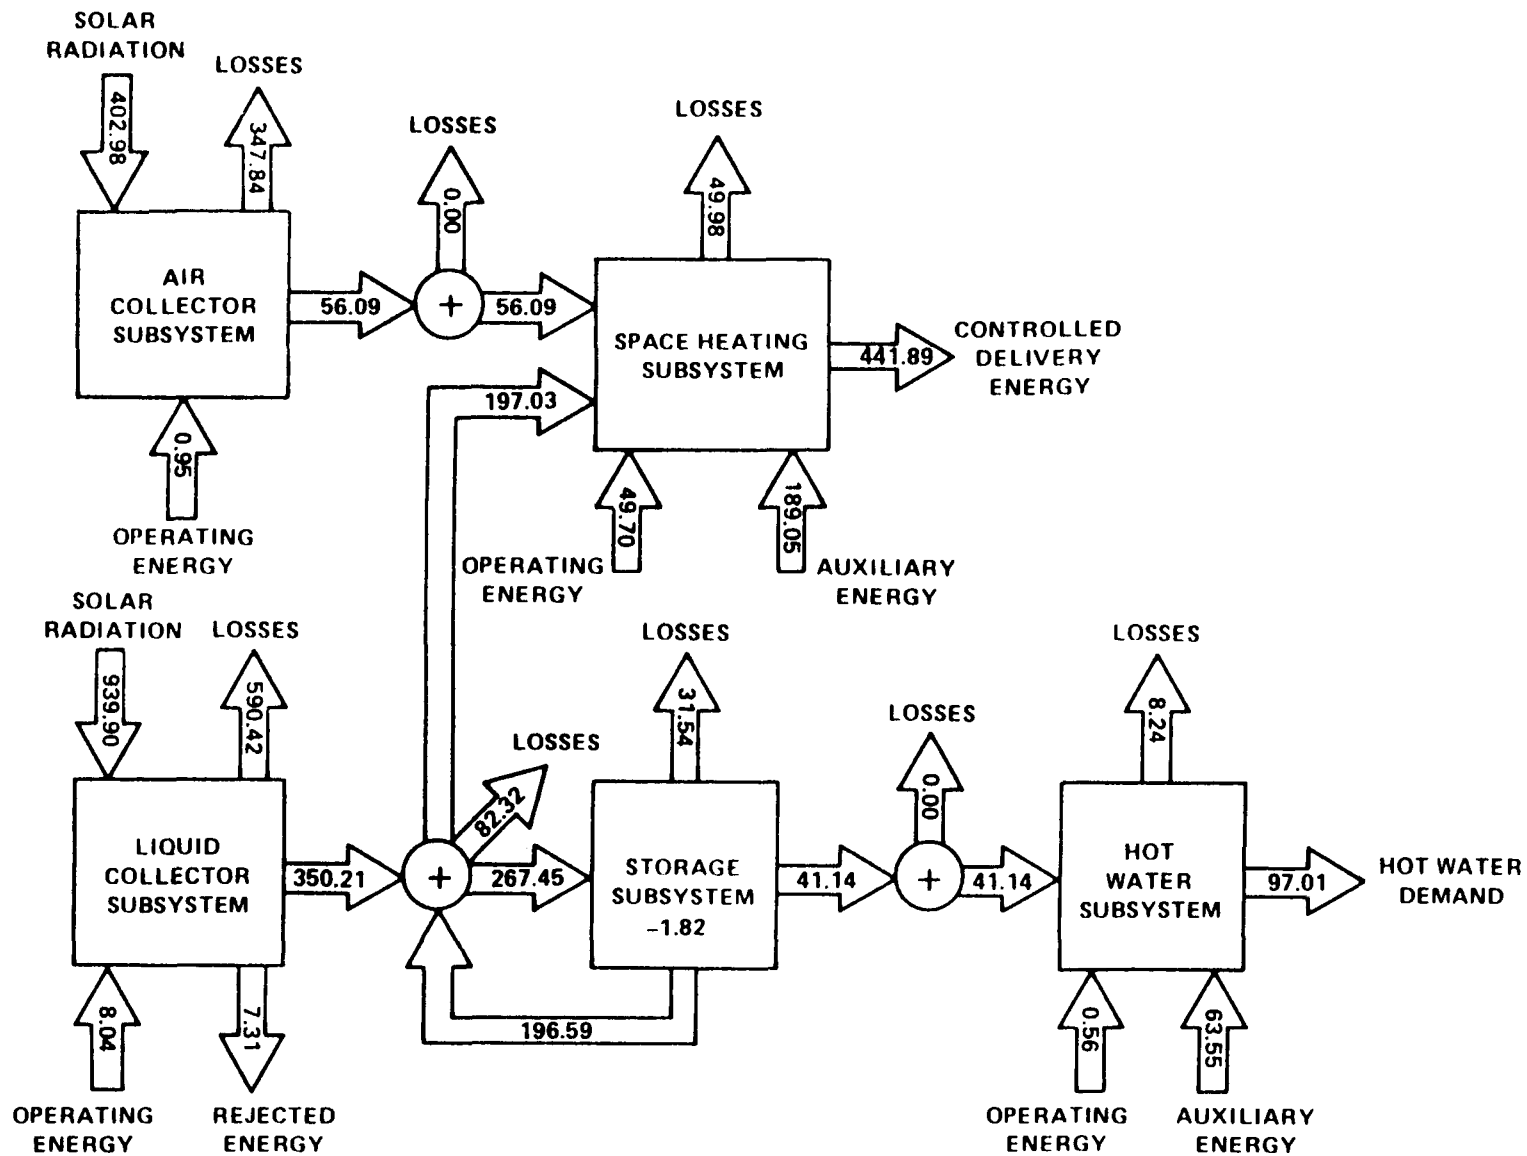 SOLAR
RADIATION
LOSSES
402.98
347.84
LOSSES
0.00
LOSSES
49.98
AIR
COLLECTOR
SUBSYSTEM
56.09
+
56.09
SPACE HEATING
SUBSYSTEM
441.89
CONTROLLED
DELIVERY
ENERGY
197.03
0.95
OPERATING
ENERGY
49.70
OPERATING
ENERGY
189.05
AUXILIARY
ENERGY
SOLAR
RADIATION
LOSSES
939.90
590.42
LOSSES
82.32
LOSSES
31.54
LOSSES
0.00
LOSSES
8.24
LIQUID
COLLECTOR
SUBSYSTEM
350.21
+
267.45
STORAGE
SUBSYSTEM
-1.82
41.14
+
41.14
HOT
WATER
SUBSYSTEM
97.01
HOT WATER
DEMAND
196.59
8.04
OPERATING
ENERGY
7.31
REJECTED
ENERGY
0.56
OPERATING
ENERGY
63.55
AUXILIARY
ENERGY